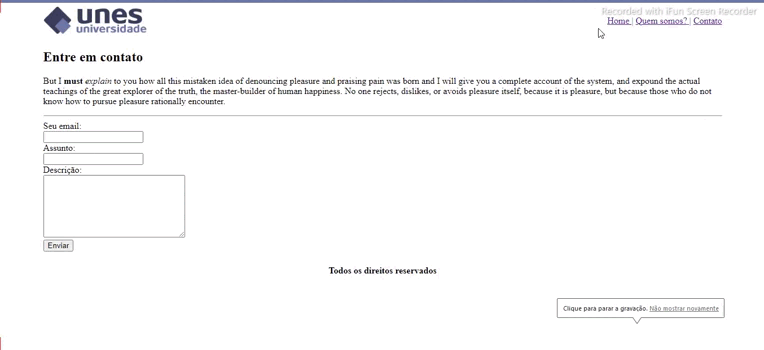 Recorded with iFun Screen Recorder
unes
universidade
Home | Quem somos? | Contato
Entre em contato
But I must explain to you how all this mistaken idea of denouncing pleasure and praising pain was born and I will give you a complete account of the system, and expound the actual
teachings of the great explorer of the truth, the master-builder of human happiness. No one rejects, dislikes, or avoids pleasure itself, because it is pleasure, but because those who do not
know how to pursue pleasure rationally encounter.
Seu email:
Assunto:
Descrição:
Enviar
Todos os direitos reservados
Clique para parar a gravação. Não mostrar novamente